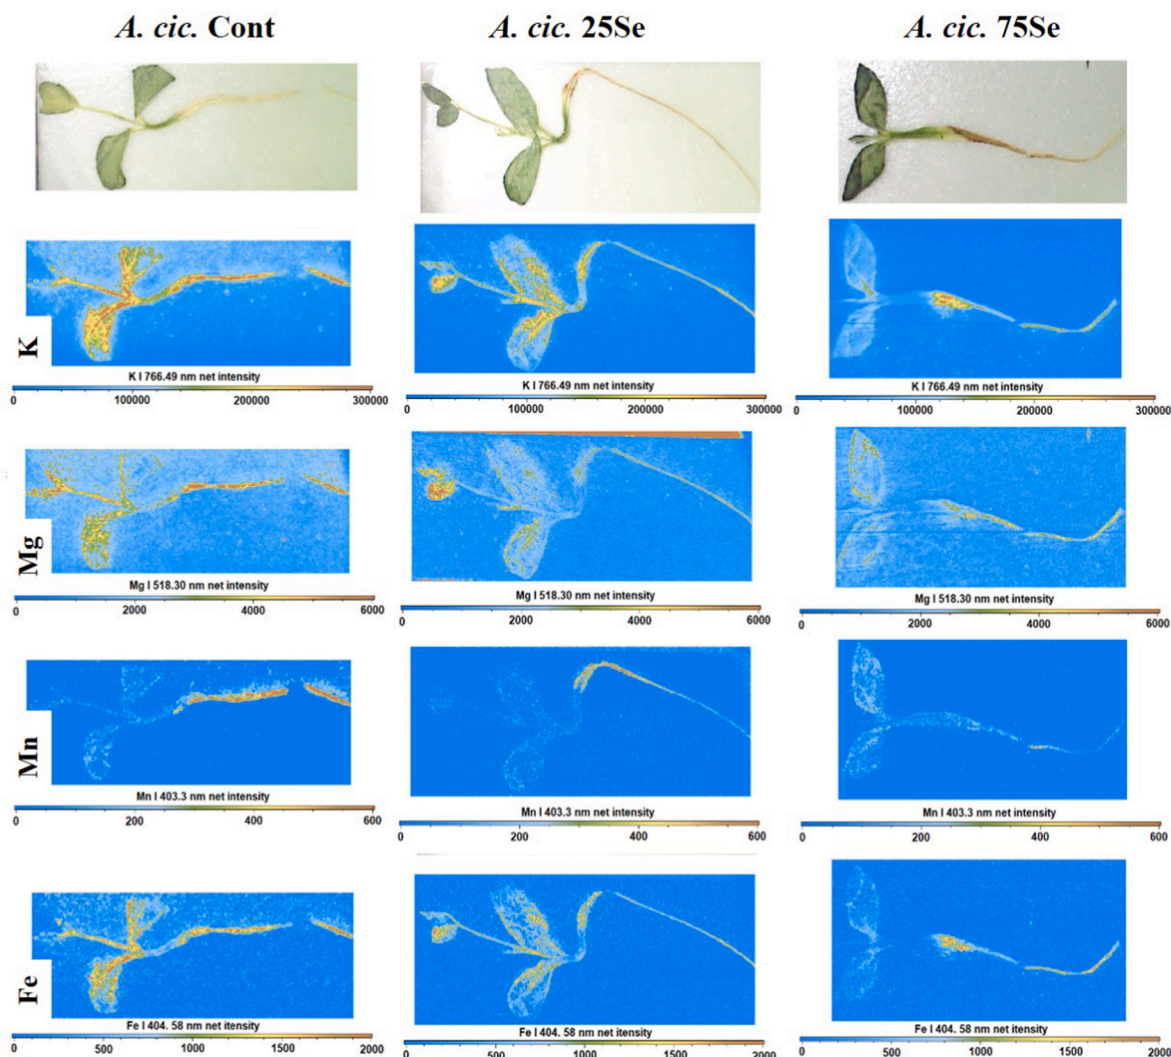 A. cic. Cont
A. cic. 25Se
A. cic. 75Se
K
K I 766.49 nm net intensity
0 100000 200000 300000
K I 766.49 nm net intensity
0 100000 200000 300000
K I 766.49 nm net intensity
0 100000 200000 300000
Mg
Mg I 518.30 nm net intensity
0 2000 4000 6000
Mg I 518.30 nm net intensity
0 2000 4000 6000
Mg I 518.30 nm net intensity
0 2000 4000 6000
Mn
Mn I 403.3 nm net intensity
0 200 400 600
Mn I 403.3 nm net intensity
0 200 400 600
Mn I 403.3 nm net intensity
0 200 400 600
Fe
Fe I 404. 58 nm net itensity
0 500 1000 1500 2000
Fe I 404. 58 nm net itensity
0 500 1000 1500 2000
Fe I 404. 58 nm net itensity
0 500 1000 1500 2000